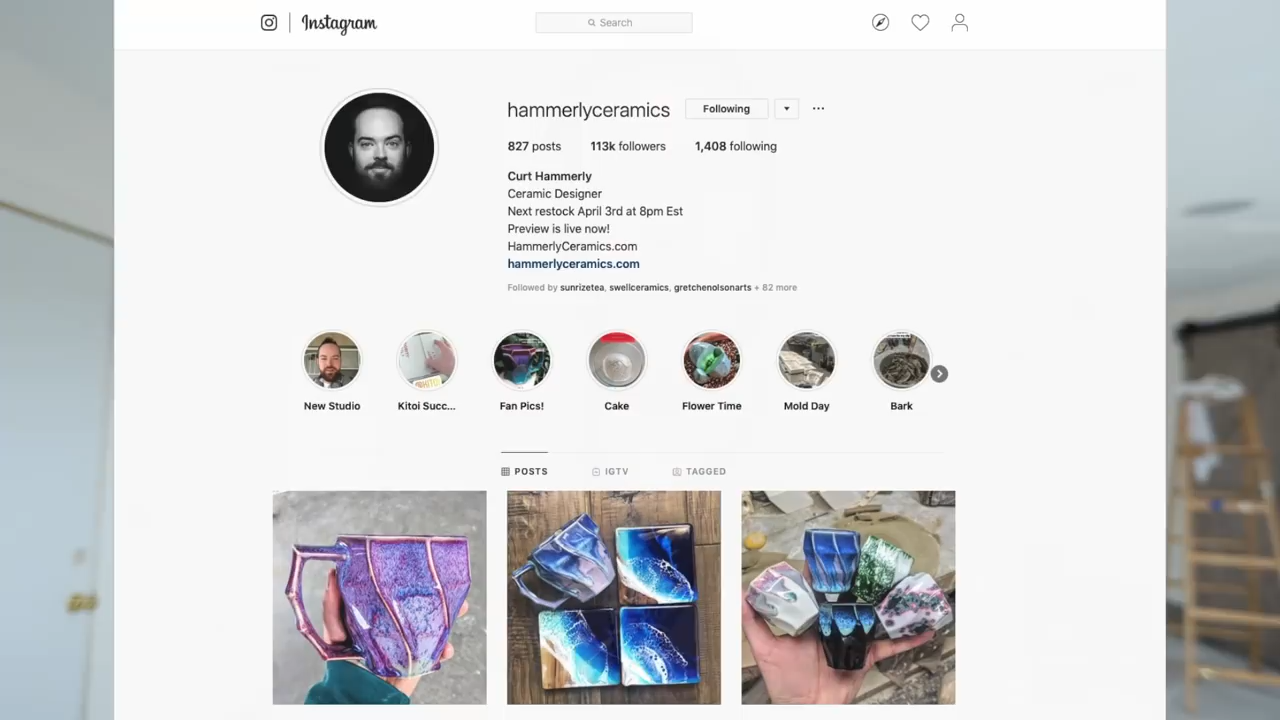 Instagram
Search
hammerlyceramics Following
827 posts 113k followers 1,408 following
Curt Hammerly
Ceramic Designer
Next restock April 3rd at 8pm Est
Preview is live now!
HammerlyCeramics.com
hammerlyceramics.com
Followed by sunrizetea, swellceramics, gretchenolsonarts + 82 more
New Studio Kitoi Succ... Fan Pics! Cake Flower Time Mold Day Bark
POSTS IGTV TAGGED